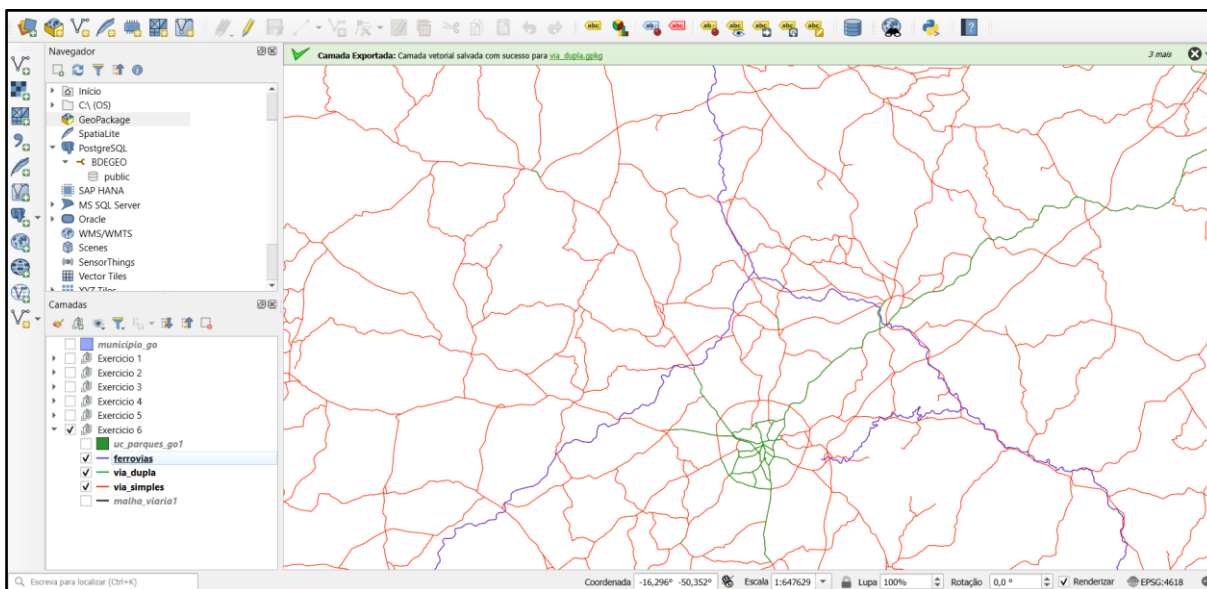 Navegador
Camada Exportada: Camada vetorial salvada com sucesso para via_dupla.gpkg
3 mais
Início
C:\ (OS)
GeoPackage
SpatiaLite
PostgreSQL
BDEGEO
public
SAP HANA
MS SQL Server
Oracle
WMS/WMTS
Scenes
SensorThings
Vector Tiles
XYZ Tiles
Camadas
municipio_go
Exercicio 1
Exercicio 2
Exercicio 3
Exercicio 4
Exercicio 5
Exercicio 6
uc_parques_go1
ferrovias
via_dupla
via_simples
malha_viaria1
Escreva para localizar (Ctrl+K)
Coordenada -16,296° -50,352° Escala 1:647629 Lupa 100% Rotação 0,0 ° Renderizar EPSG:4618